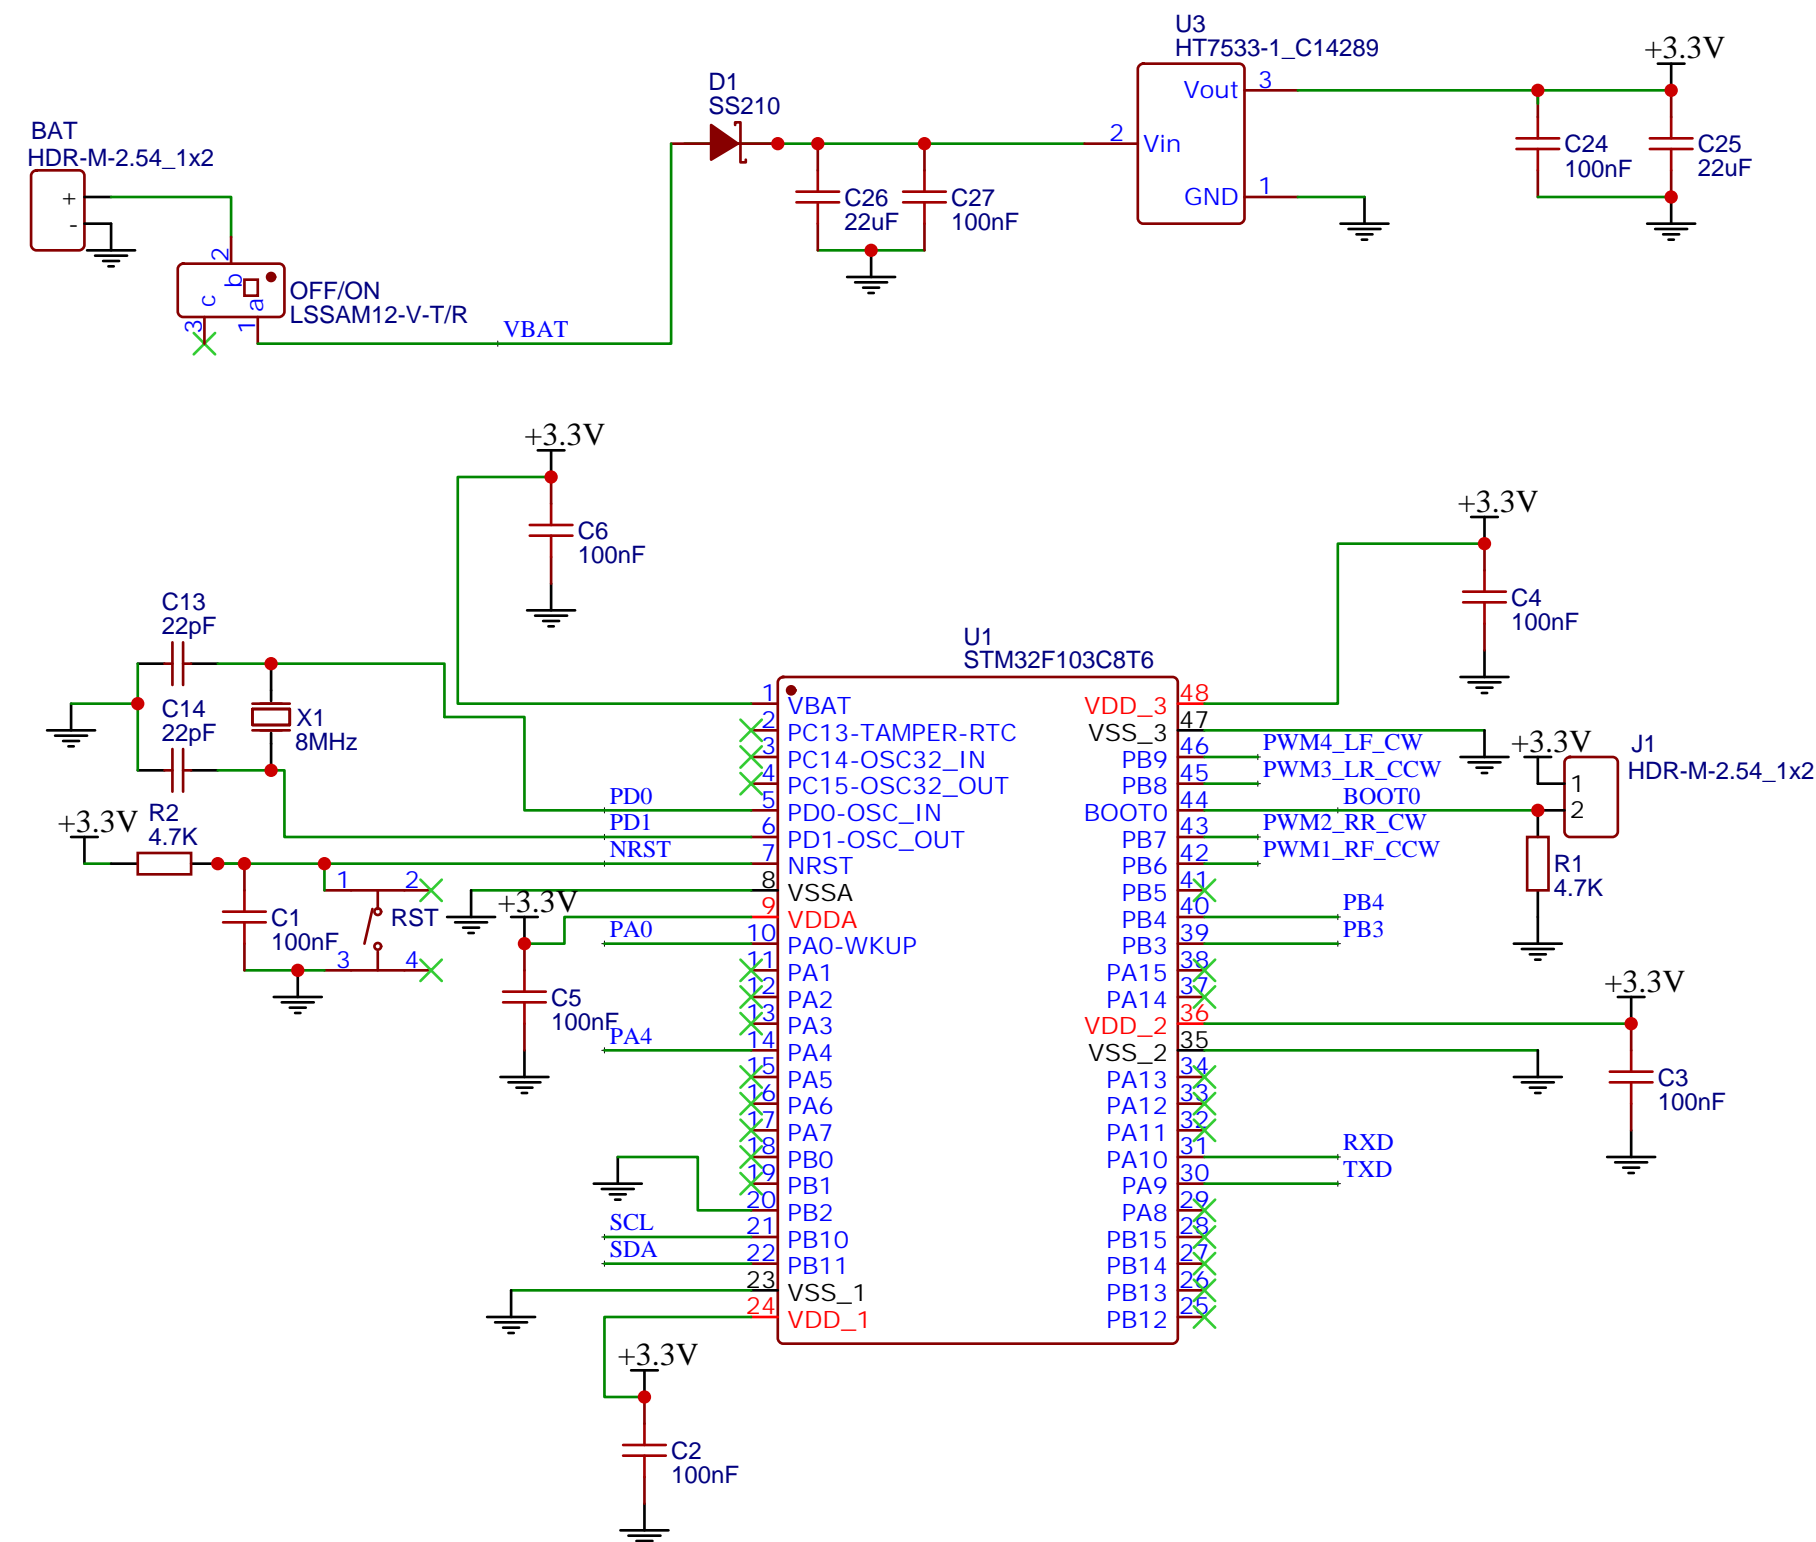 U3
HT7533-1_C14289
+3.3V
Vout
3
2
Vin
GND
1
C24
100nF
C25
22uF
D1
SS210
C26
22uF
C27
100nF
BAT
HDR-M-2.54_1x2
+
-
2
b
c
a
3
1
OFF/ON
LSSAM12-V-T/R
VBAT
+3.3V
C6
100nF
+3.3V
C4
100nF
C13
22pF
C14
22pF
X1
8MHz
+3.3V
R2
4.7K
PD0
PD1
NRST
1
2
3
4
RST
C1
100nF
+3.3V
PA0
C5
100nF
PA4
SCL
SDA
+3.3V
C2
100nF
U1
STM32F103C8T6
1 VBAT
2 PC13-TAMPER-RTC
3 PC14-OSC32_IN
4 PC15-OSC32_OUT
5 PD0-OSC_IN
6 PD1-OSC_OUT
7 NRST
8 VSSA
9 VDDA
10 PA0-WKUP
11 PA1
12 PA2
13 PA3
14 PA4
15 PA5
16 PA6
17 PA7
18 PB0
19 PB1
20 PB2
21 PB10
22 PB11
23 VSS_1
24 VDD_1
VDD_3 48
VSS_3 47
PB9 46 PWM4_LF_CW
PB8 45 PWM3_LR_CCW
BOOT0 44 BOOT0
PB7 43 PWM2_RR_CW
PB6 42 PWM1_RF_CCW
PB5 41
PB4 40 PB4
PB3 39 PB3
PA15 38
PA14 37
VDD_2 36
VSS_2 35
PA13 34
PA12 33
PA11 32
PA10 31 RXD
PA9 30 TXD
PA8 29
PB15 28
PB14 27
PB13 26
PB12 25
+3.3V
J1
HDR-M-2.54_1x2
1
2
R1
4.7K
+3.3V
C3
100nF